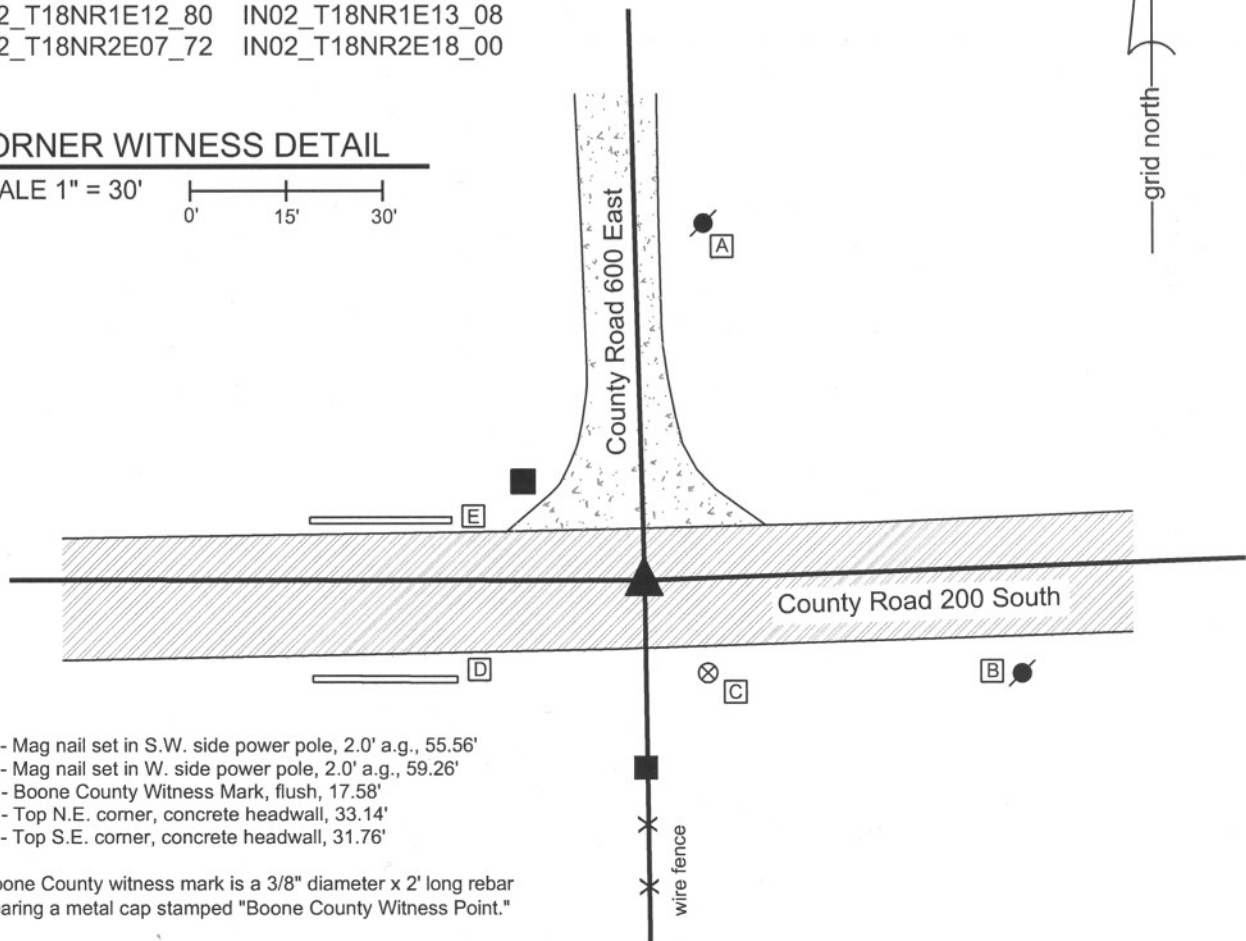 2_T18NR1E12_80 IN02_T18NR1E13_08
2_T18NR2E07_72 IN02_T18NR2E18_00
ORNER WITNESS DETAIL
ALE 1" = 30'
0' 15' 30'
grid north
County Road 600 East
A
E
County Road 200 South
D
C
B
- Mag nail set in S.W. side power pole, 2.0' a.g., 55.56'
- Mag nail set in W. side power pole, 2.0' a.g., 59.26'
- Boone County Witness Mark, flush, 17.58'
- Top N.E. corner, concrete headwall, 33.14'
- Top S.E. corner, concrete headwall, 31.76'
oone County witness mark is a 3/8" diameter x 2' long rebar
earing a metal cap stamped "Boone County Witness Point."
wire fence